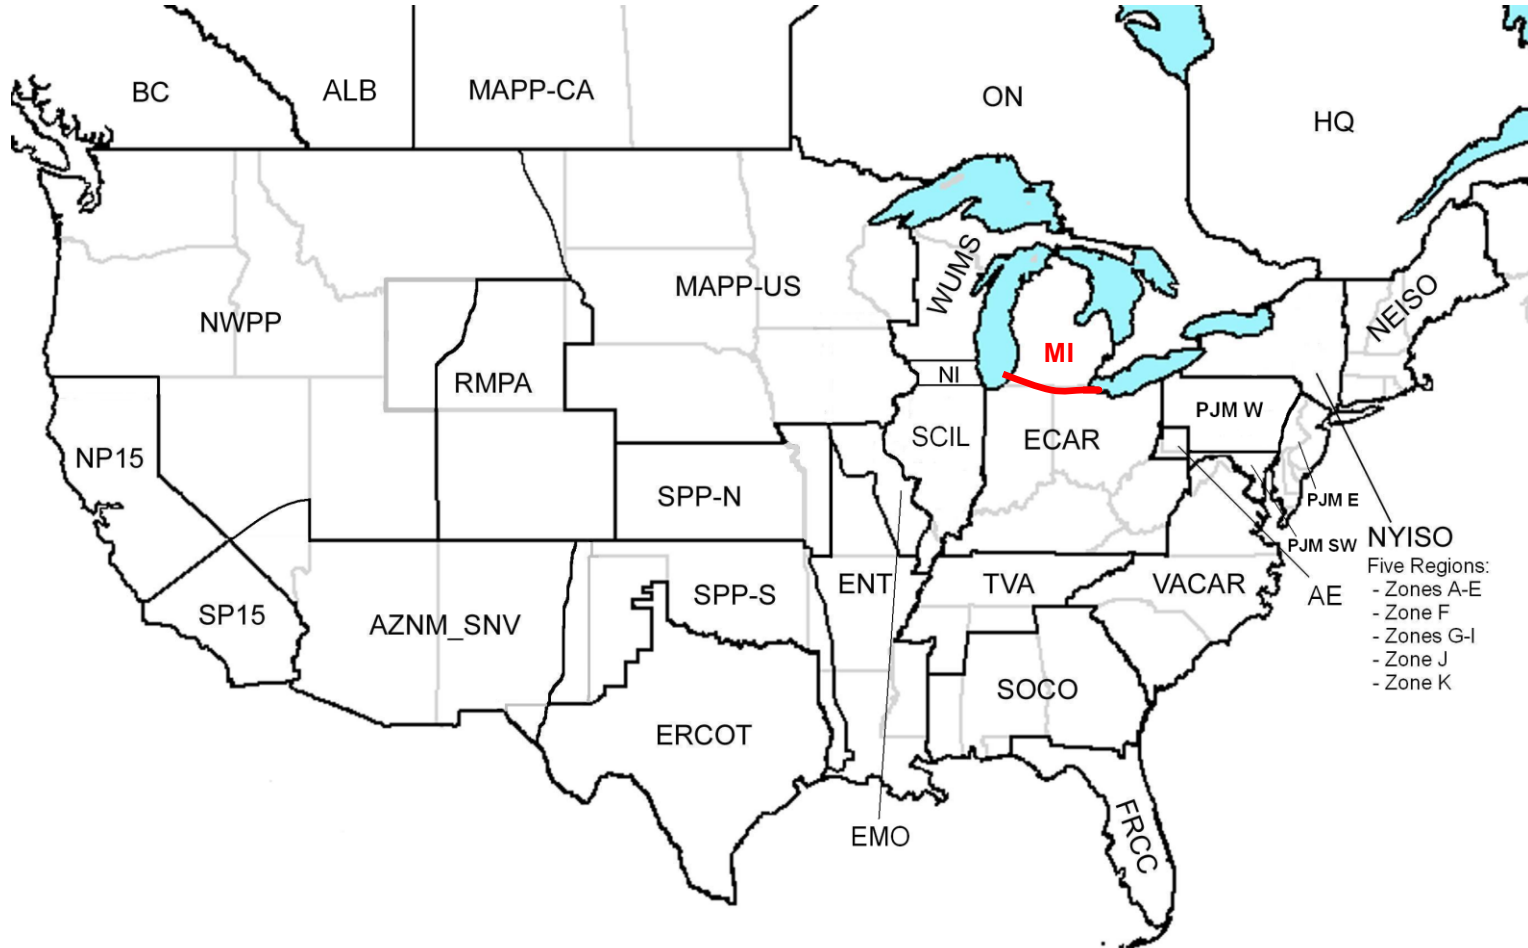 BC
ALB
MAPP-CA
ON
HQ
WUMS
MAPP-US
NEISO
NWPP
MI
NI
RMPA
PJM W
SCIL
ECAR
NP15
SPP-N
PJM E
PJM SW
NYISO
Five Regions:
- Zones A-E
- Zone F
- Zones G-I
- Zone J
- Zone K
ENT
TVA
VACAR
AE
SPP-S
SP15
AZNM_SNV
SOCO
ERCOT
EMO
FRCC